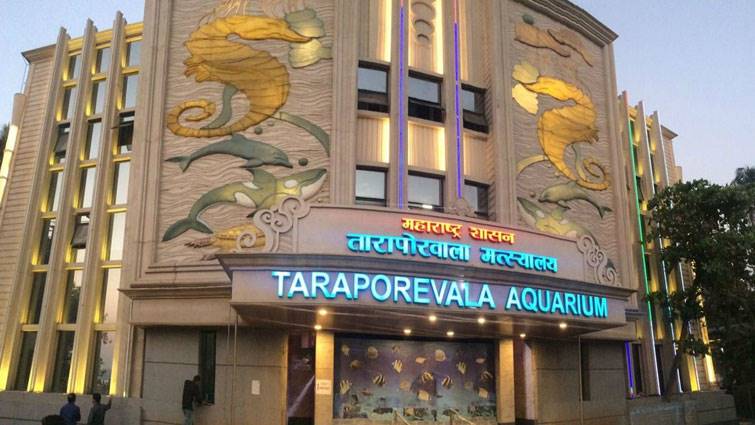 महाराष्ट्र शासन
तारापोरवाला मत्स्यालय
TARAPOREVALA AQUARIUM